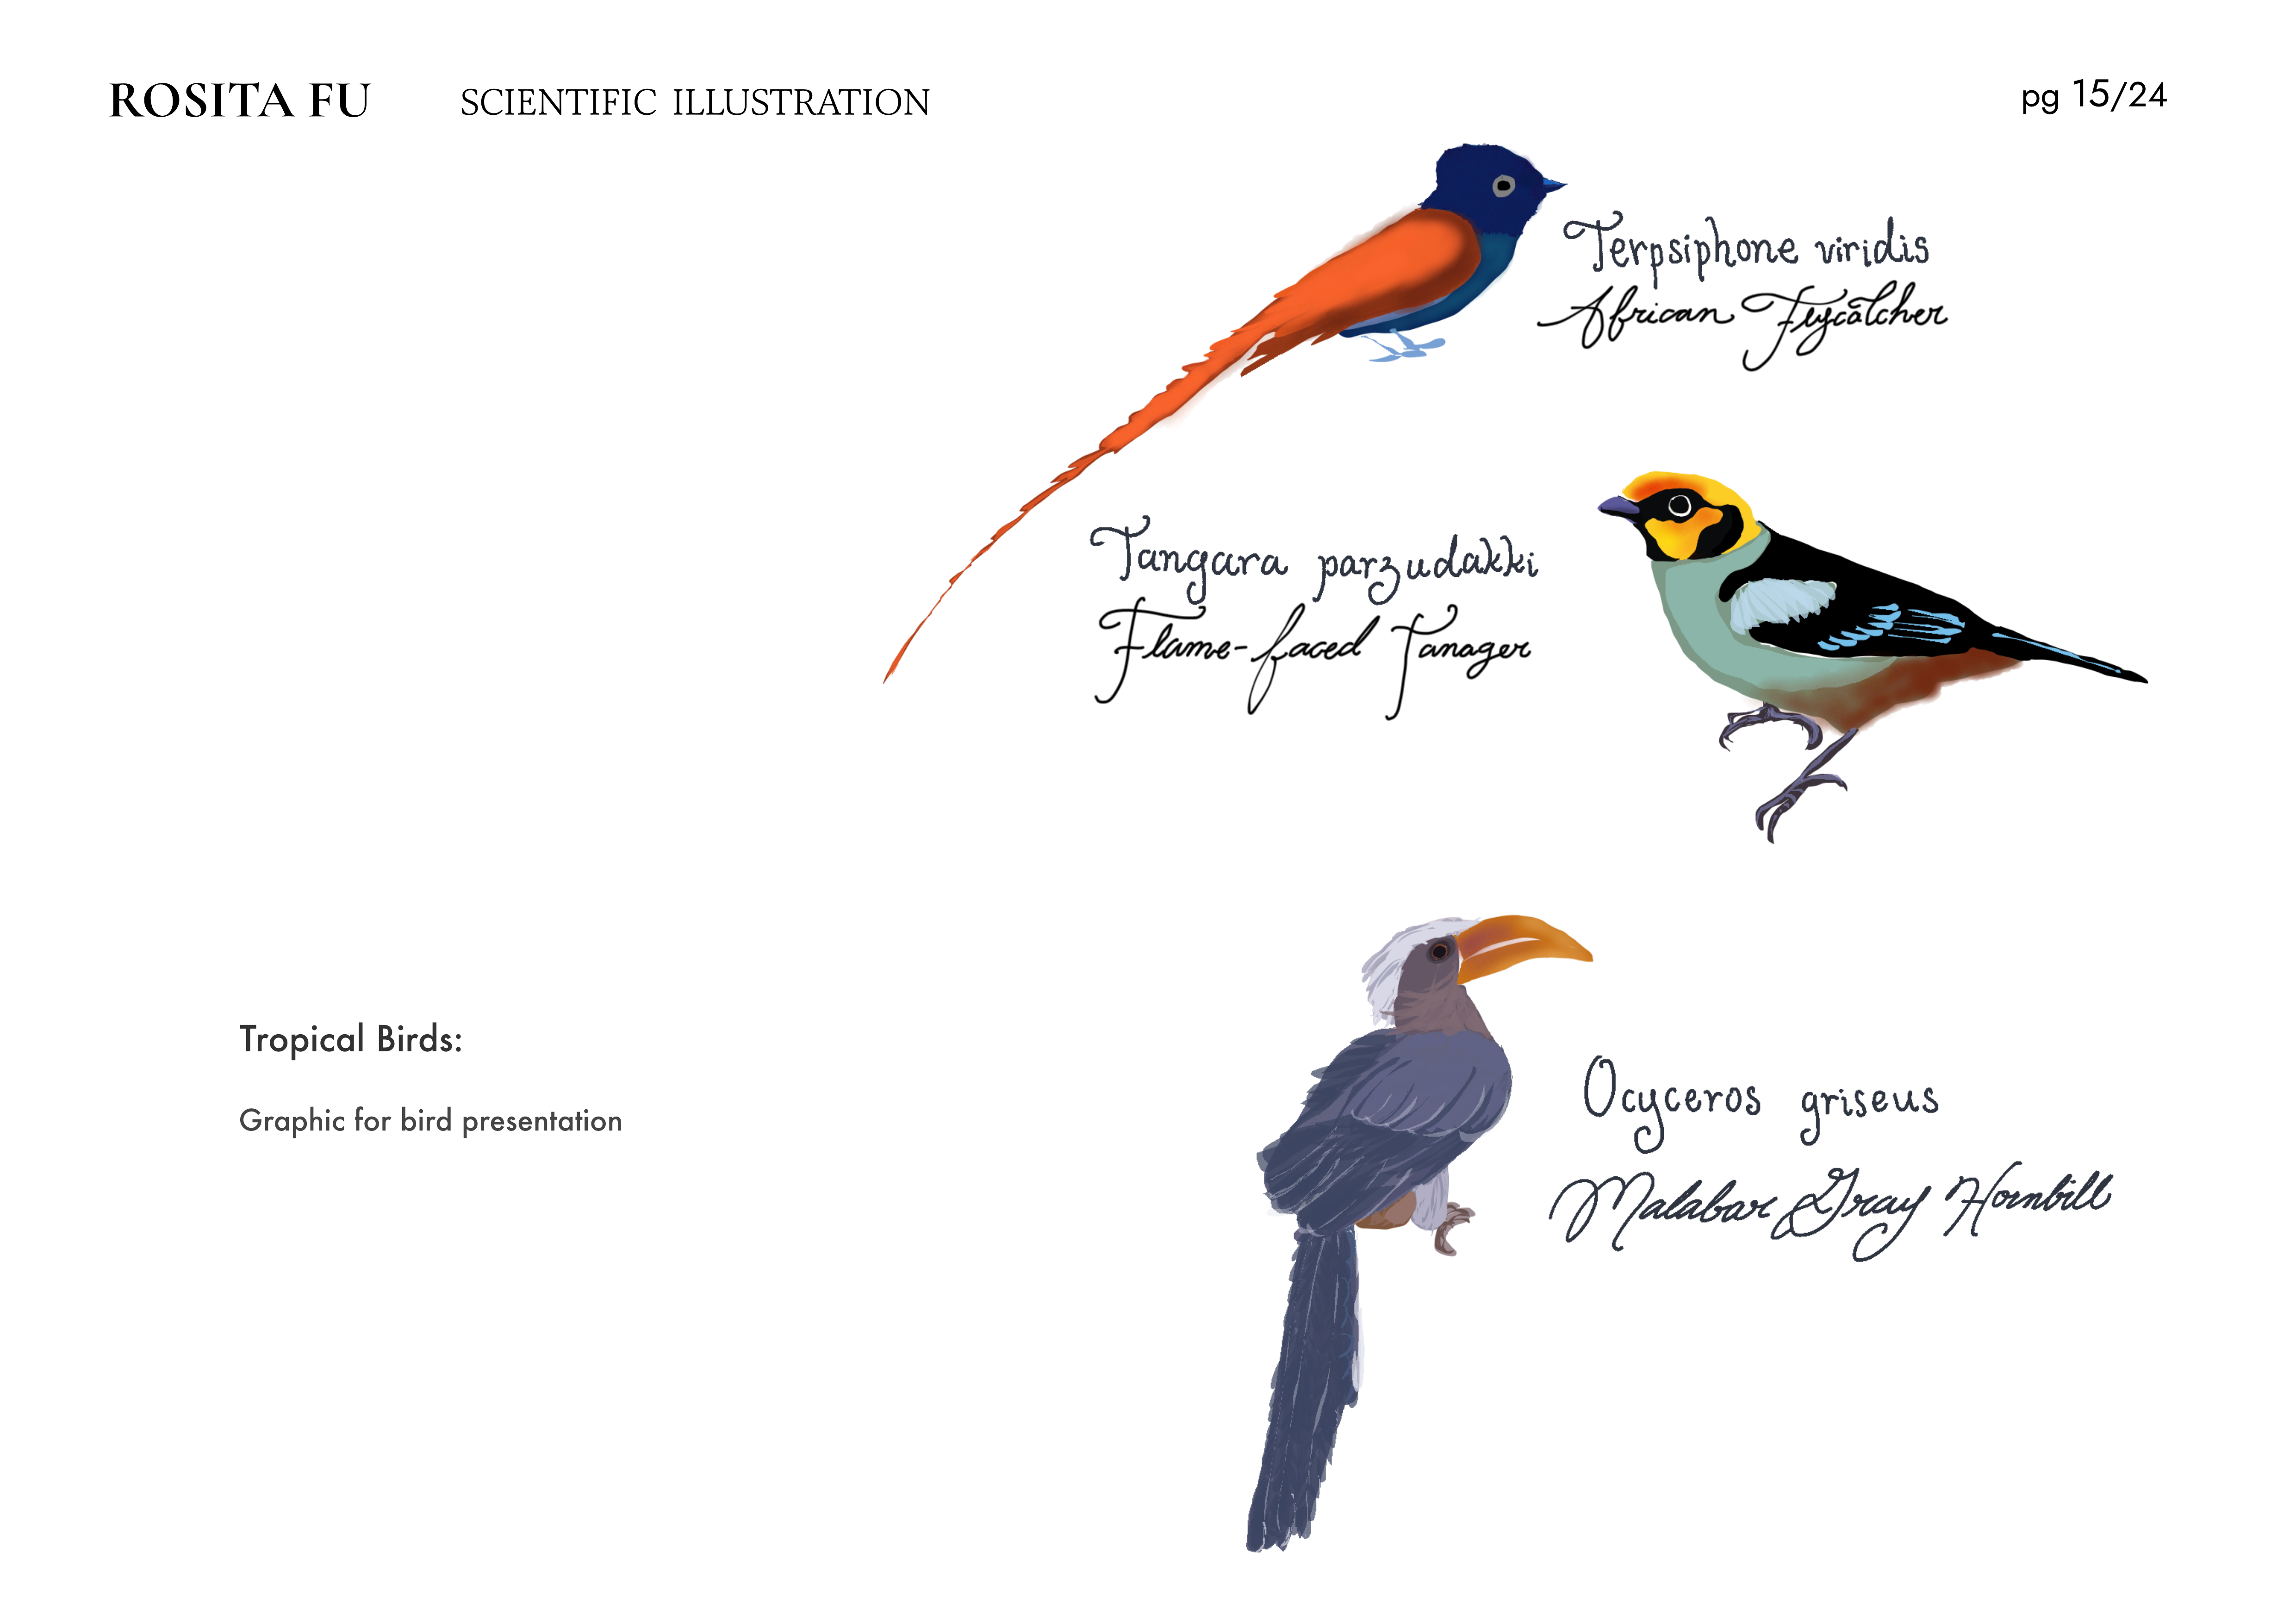 ROSITA FU SCIENTIFIC ILLUSTRATION pg 15/24
Terpsiphone viridis
African Flycatcher
Tangara parzudakki
Flame-faced Tanager
Tropical Birds:
Graphic for bird presentation
Ocyceros griseus
Malabar Gray Hornbill